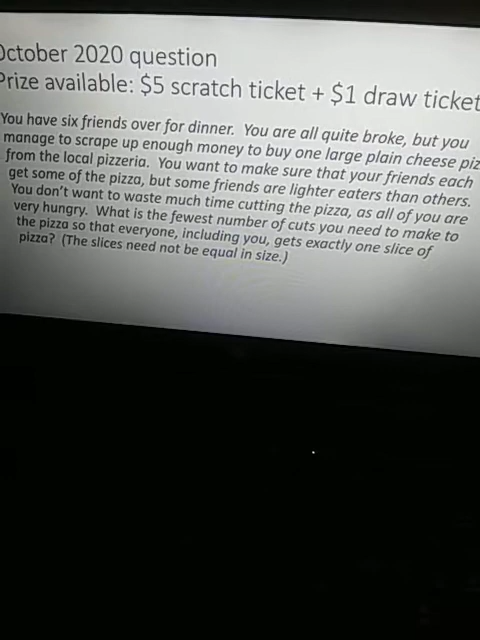 October 2020 question
Prize available: $5 scratch ticket + $1 draw ticket
You have six friends over for dinner. You are all quite broke, but you
manage to scrape up enough money to buy one large plain cheese piz
from the local pizzeria. You want to make sure that your friends each
get some of the pizza, but some friends are lighter eaters than others.
You don't want to waste much time cutting the pizza, as all of you are
very hungry. What is the fewest number of cuts you need to make to
the pizza so that everyone, including you, gets exactly one slice of
pizza? (The slices need not be equal in size.)